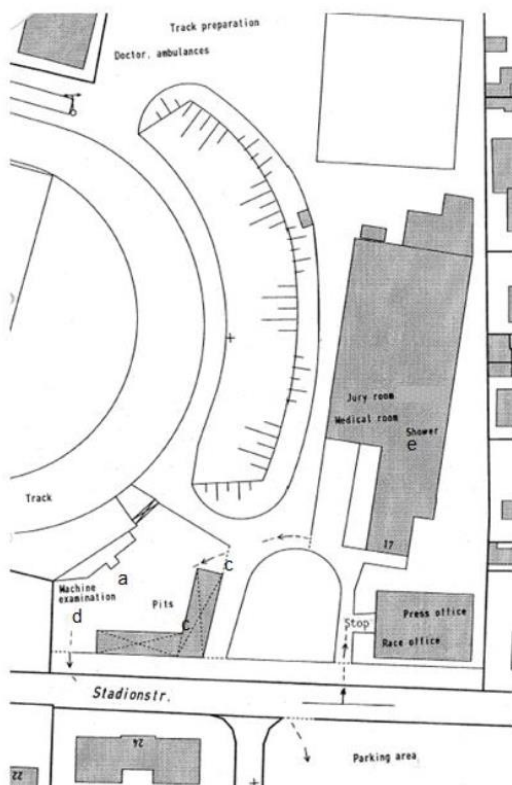 Track preparation
Doctor, ambulances
Jury room
Medical room
Shower
e
Track
17
a
c
Machine
examination
Pits
d
c
Press office
Stop
Race office
Stadionstr.
24
22
Parking area